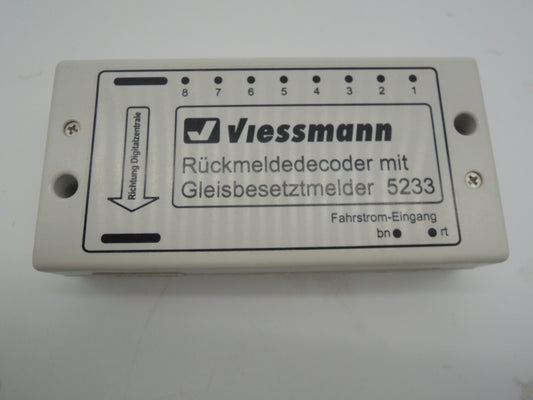 8 7 6 5 4 3 2 1
Viessmann
Rückmeldedecoder mit
Gleisbesetztmelder 5233
Richtung Digitalzentrale
Fahrstrom-Eingang
bn rt